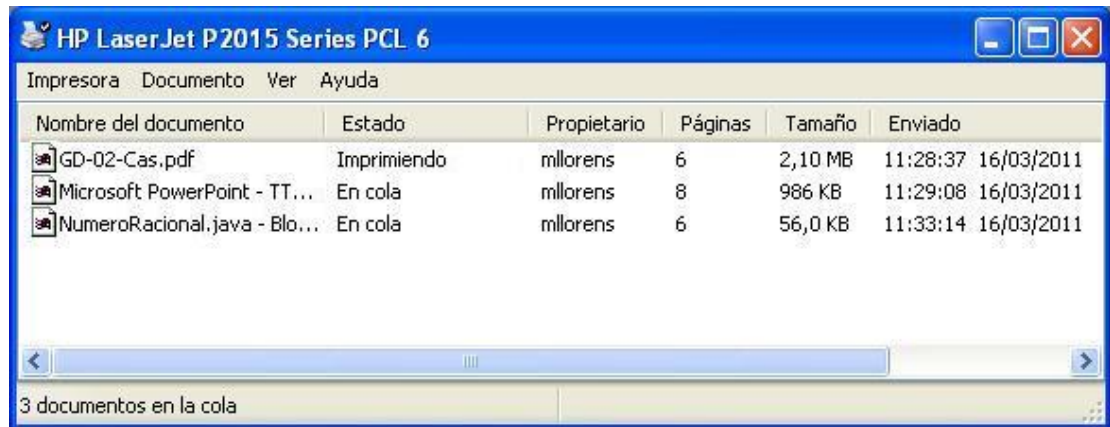 HP LaserJet P2015 Series PCL 6
Impresora Documento Ver Ayuda
Nombre del documento Estado Propietario Páginas Tamaño Enviado
GD-02-Cas.pdf Imprimiendo mllorens 6 2,10 MB 11:28:37 16/03/2011
Microsoft PowerPoint - TT... En cola mllorens 8 986 KB 11:29:08 16/03/2011
NumeroRacional.java - Blo... En cola mllorens 6 56,0 KB 11:33:14 16/03/2011
3 documentos en la cola